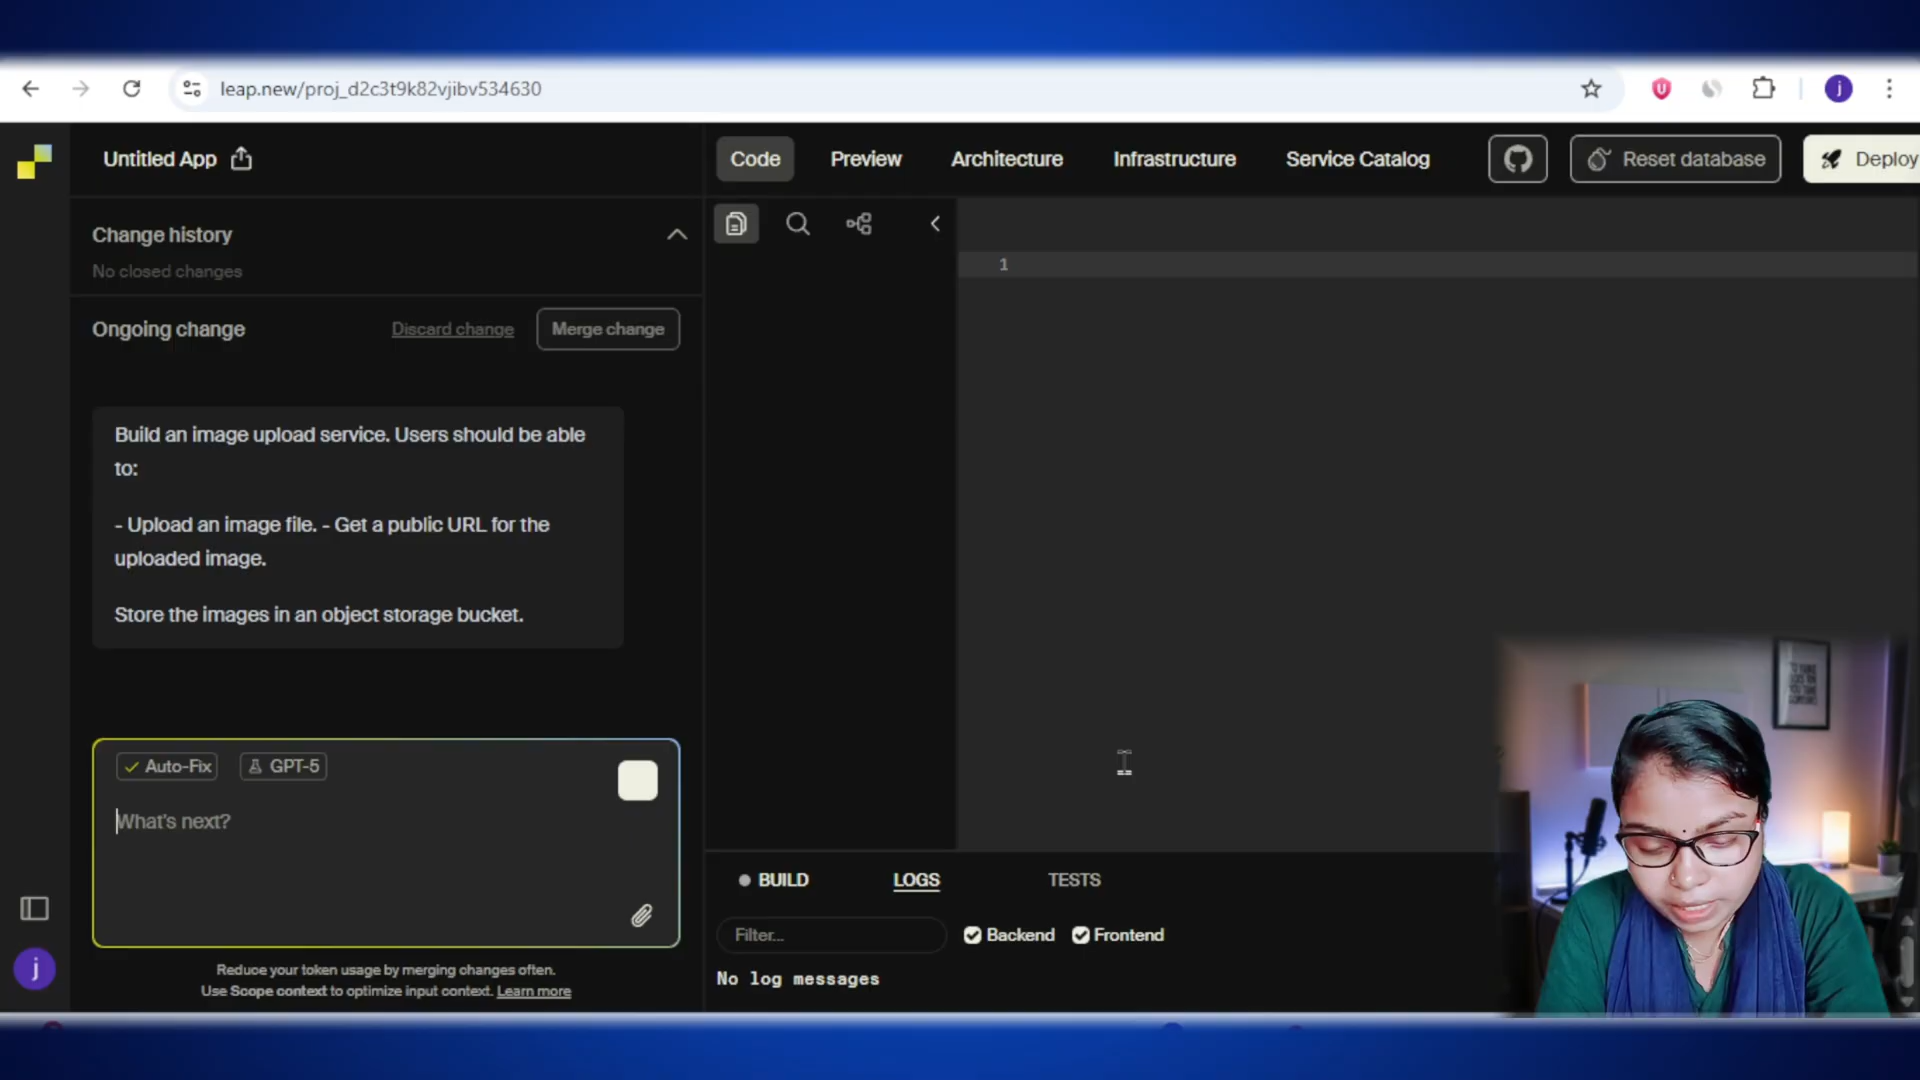 leap.new/proj_d2c3t9k82vjibv534630
j
Untitled App
Code
Preview
Architecture
Infrastructure
Service Catalog
Reset database
Deploy
Change history
No closed changes
1
Ongoing change
Discard change
Merge change
Build an image upload service. Users should be able
to:
- Upload an image file. - Get a public URL for the
uploaded image.
Store the images in an object storage bucket.
Auto-Fix
GPT-5
What's next?
BUILD
LOGS
TESTS
Filter...
Backend
Frontend
No log messages
j
Reduce your token usage by merging changes often.
Use Scope context to optimize input context. Learn more